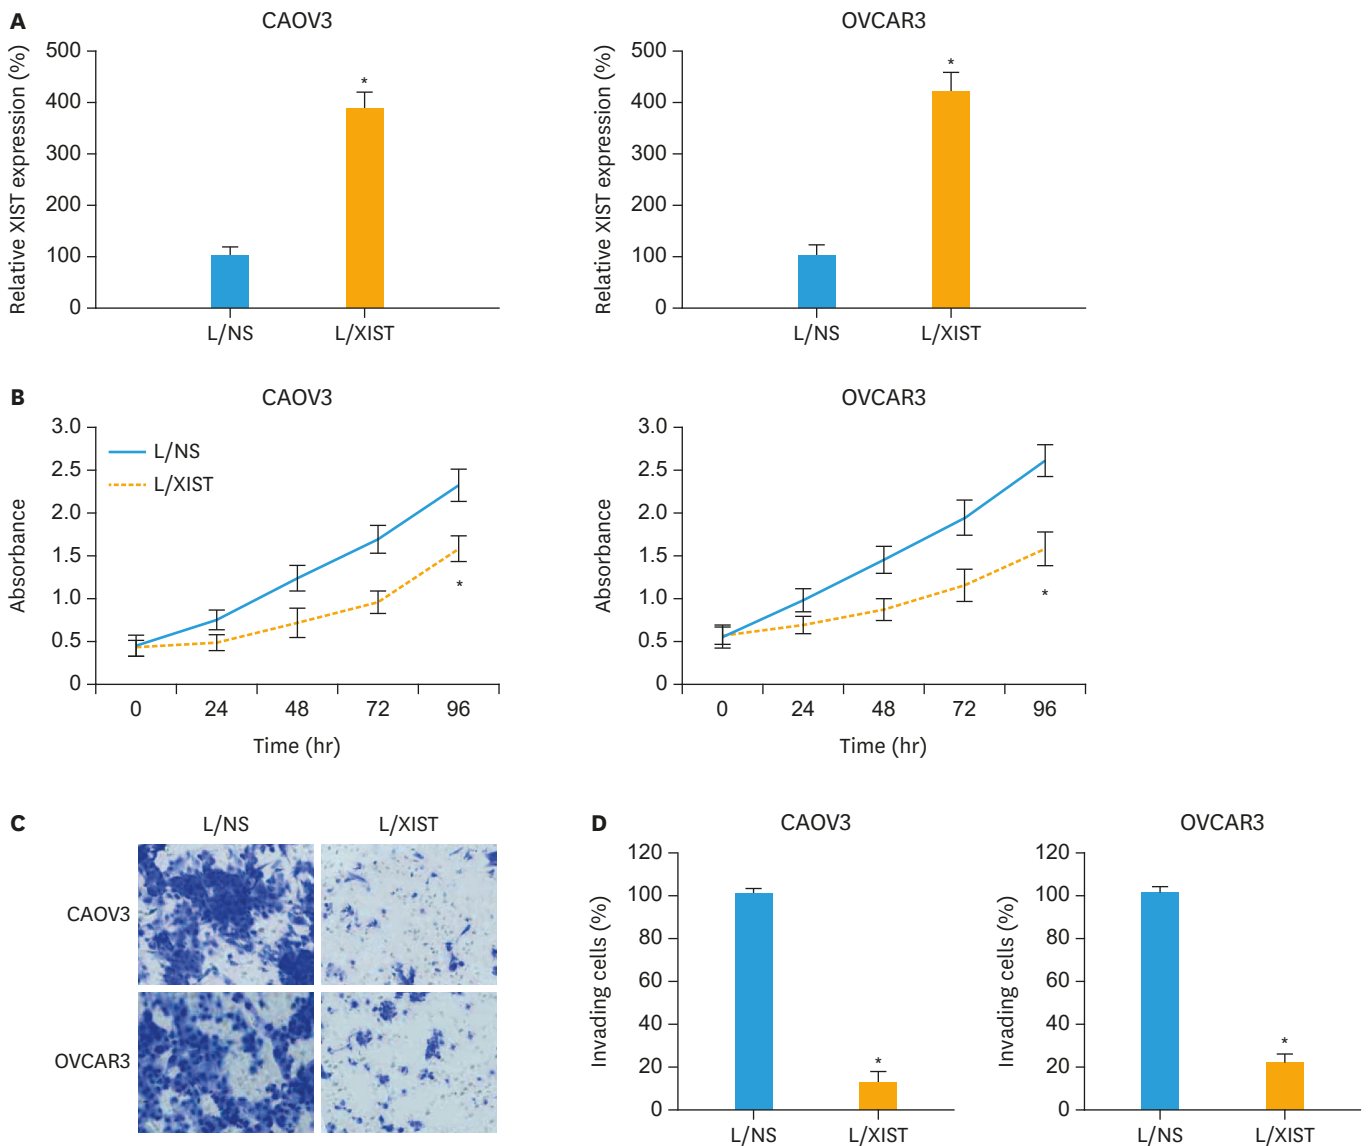 A
CAOV3
OVCAR3
Relative XIST expression (%)
500
400
300
200
100
0
*
L/NS
L/XIST
Relative XIST expression (%)
500
400
300
200
100
0
*
L/NS
L/XIST
B
CAOV3
OVCAR3
Absorbance
3.0
2.5
2.0
1.5
1.0
0.5
0
L/NS
L/XIST
*
0 24 48 72 96
Time (hr)
Absorbance
3.0
2.5
2.0
1.5
1.0
0.5
0
*
0 24 48 72 96
Time (hr)
C
L/NS
L/XIST
CAOV3
OVCAR3
D
CAOV3
OVCAR3
Invading cells (%)
120
100
80
60
40
20
0
*
L/NS
L/XIST
Invading cells (%)
120
100
80
60
40
20
0
*
L/NS
L/XIST